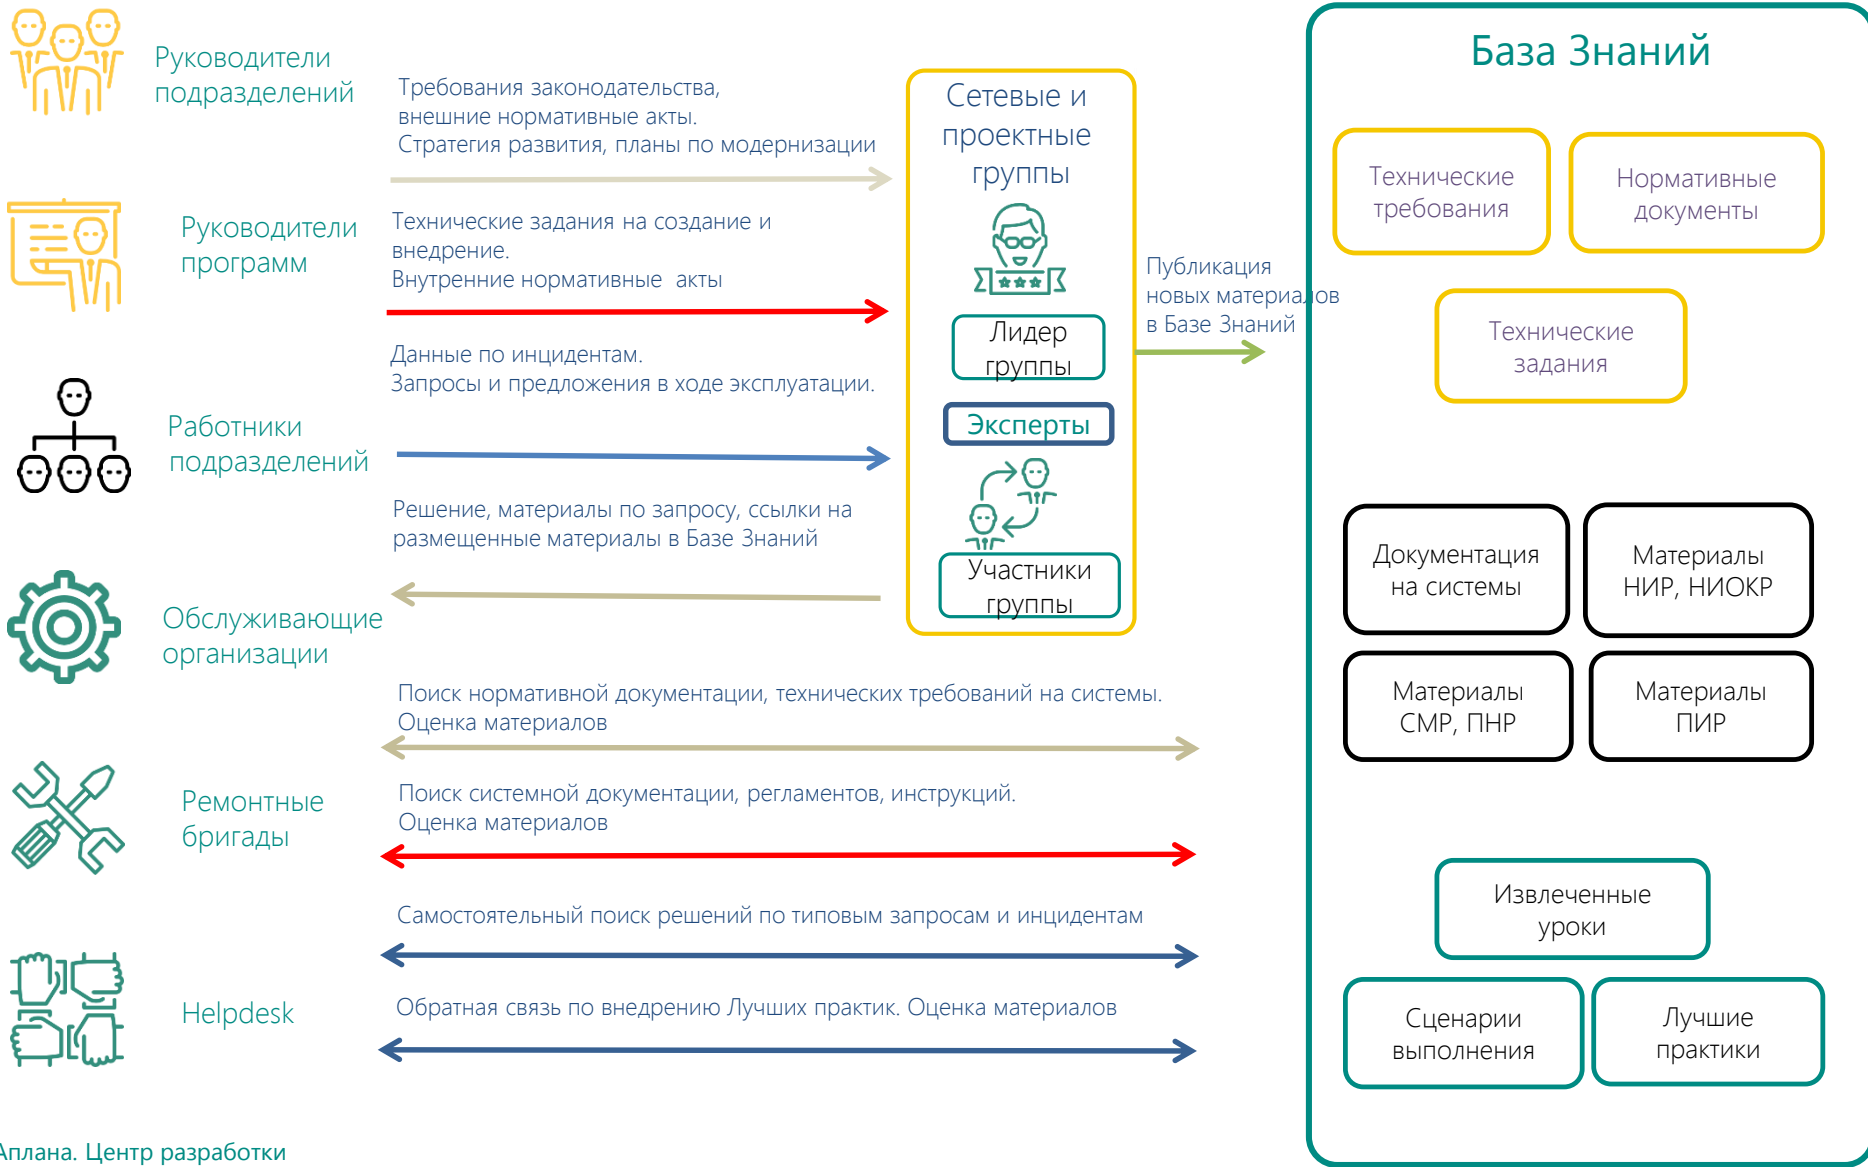 Руководители
подразделений
Требования законодательства,
внешние нормативные акты.
Стратегия развития, планы по модернизации
Руководители
программ
Технические задания на создание и
внедрение.
Внутренние нормативные акты
Данные по инцидентам.
Запросы и предложения в ходе эксплуатации.
Работники
подразделений
Решение, материалы по запросу, ссылки на
размещенные материалы в Базе Знаний
Обслуживающие
организации
Поиск нормативной документации, технических требований на системы.
Оценка материалов
Ремонтные
бригады
Поиск системной документации, регламентов, инструкций.
Оценка материалов
Самостоятельный поиск решений по типовым запросам и инцидентам
Helpdesk
Обратная связь по внедрению Лучших практик. Оценка материалов
Сетевые и
проектные
группы
Лидер
группы
Эксперты
Участники
группы
Публикация
новых материалов
в Базе Знаний
База Знаний
Технические
требования
Нормативные
документы
Технические
задания
Документация
на системы
Материалы
НИР, НИОКР
Материалы
СМР, ПНР
Материалы
ПИР
Извлеченные
уроки
Сценарии
выполнения
Лучшие
практики
Аплана. Центр разработки